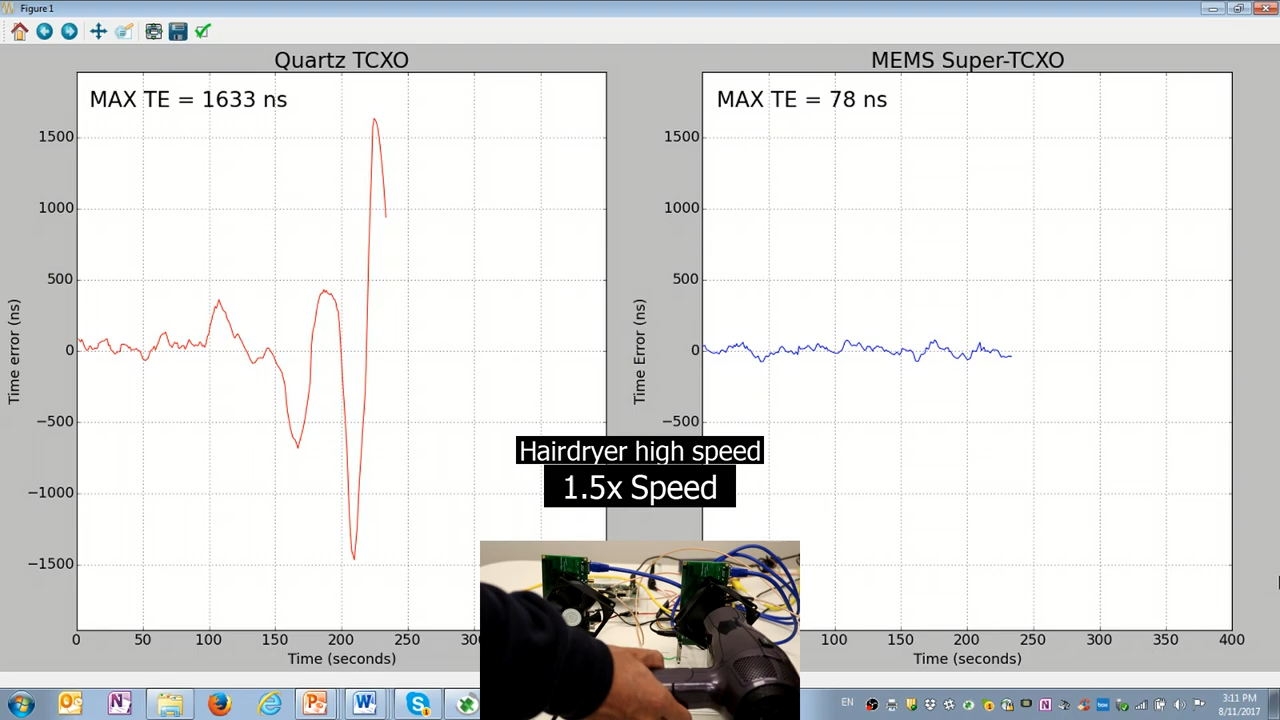 Figure 1
Quartz TCXO
MEMS Super-TCXO
MAX TE = 1633 ns
MAX TE = 78 ns
1500
1000
500
0
−500
−1000
−1500
Time error (ns)
0
50
100
150
200
250
Time (seconds)
1500
1000
500
0
−500
Time Error (ns)
100
150
200
250
300
350
400
Time (seconds)
Hairdryer high speed
1.5x Speed
EN
3:11 PM
8/11/2017